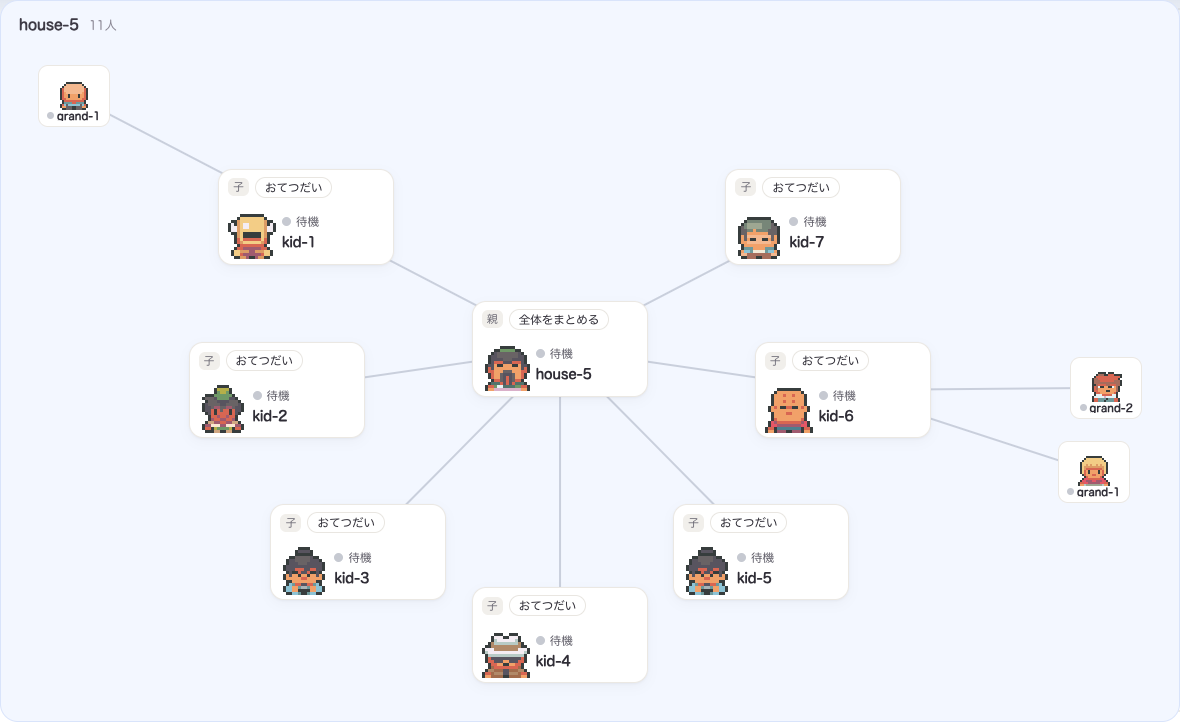 house-5 11人
grand-1
子 おてつだい
待機
kid-1
子 おてつだい
待機
kid-7
親 全体をまとめる
待機
house-5
子 おてつだい
待機
kid-2
子 おてつだい
待機
kid-6
grand-2
grand-1
子 おてつだい
待機
kid-3
子 おてつだい
待機
kid-5
子 おてつだい
待機
kid-4